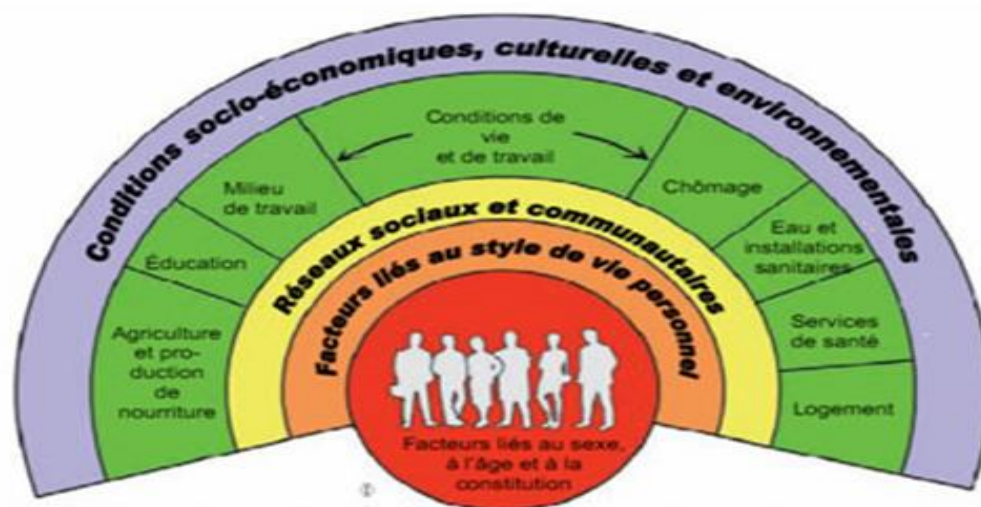 Conditions socio-économiques, culturelles et environnementales
Conditions de
vie
et de travail
Milieu
de travail
Chômage
Éducation
Eau et
installations
sanitaires
Agriculture
et pro-
duction
de
nourriture
Services
de santé
Logement
Réseaux sociaux et communautaires
Facteurs liés au style de vie personnel
Facteurs liés au sexe,
à l'âge et à la
constitution